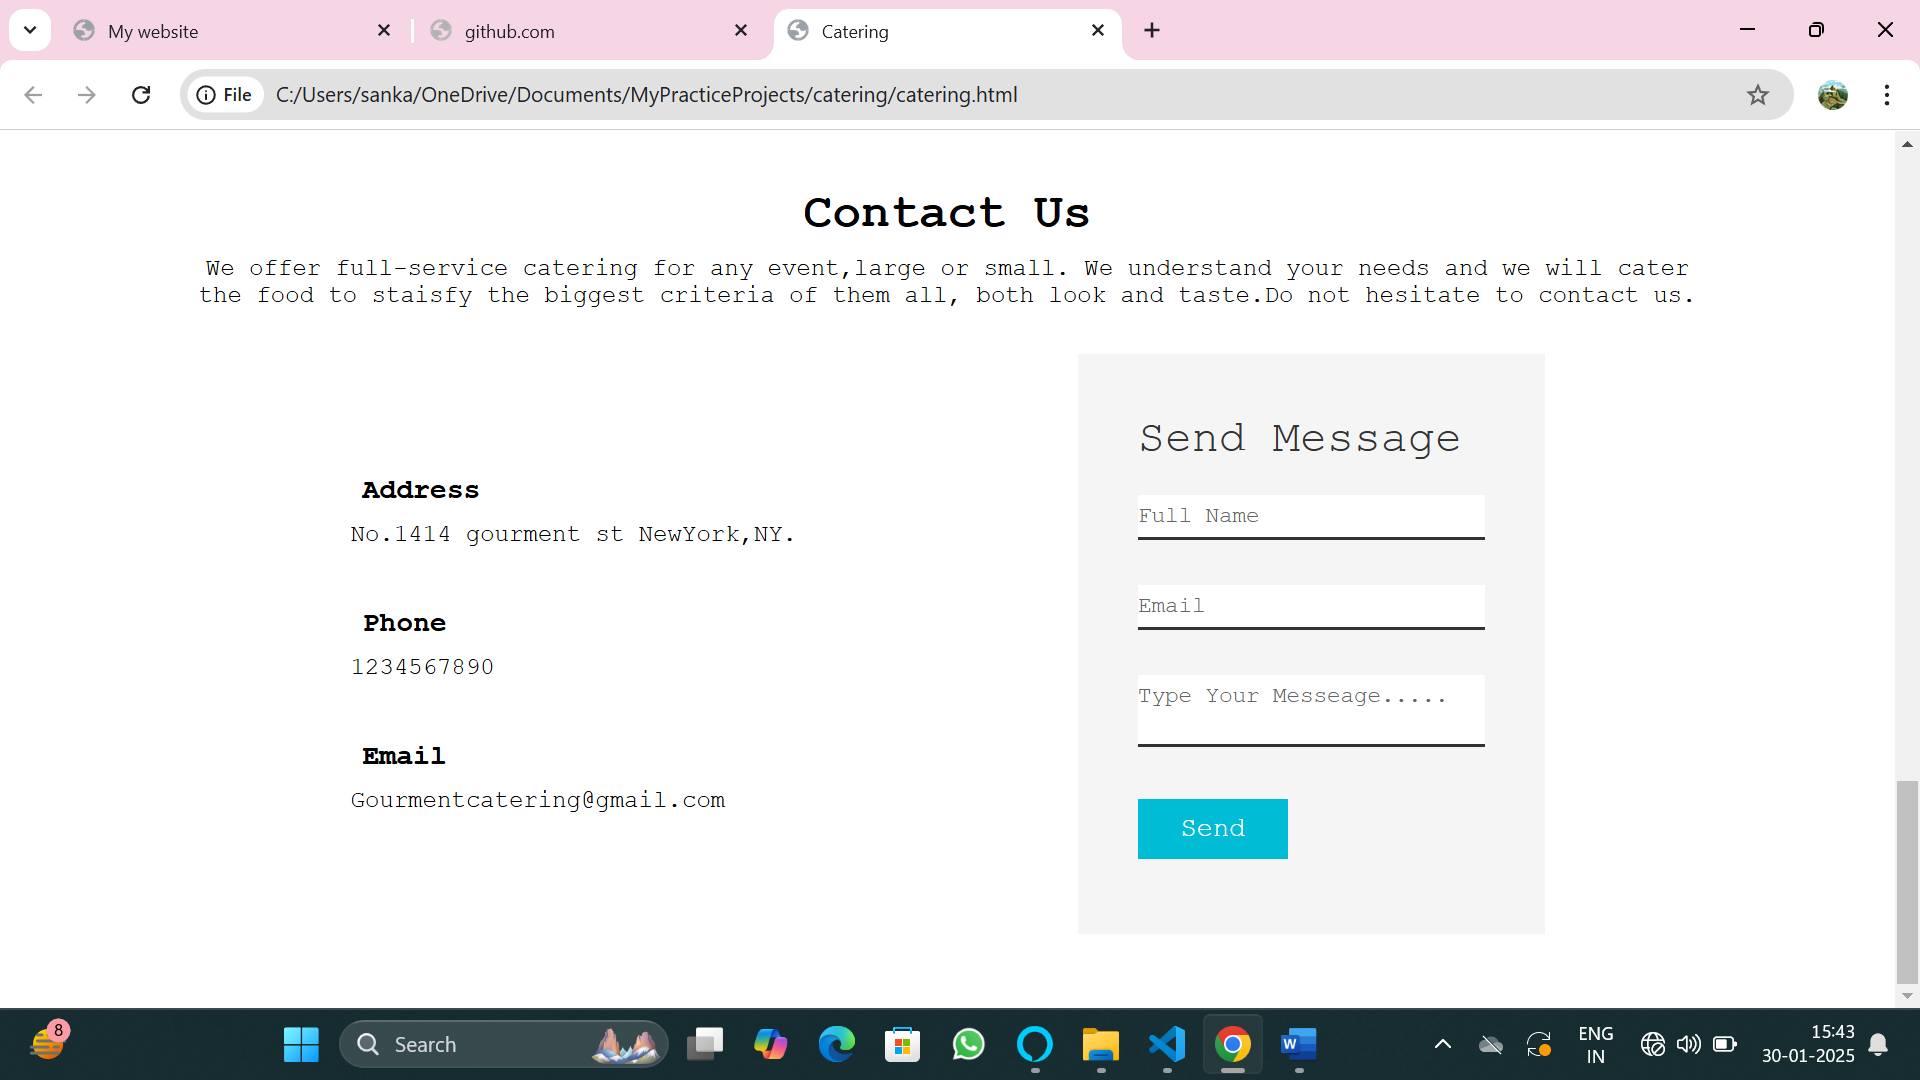 My website
github.com
Catering
File
C:/Users/sanka/OneDrive/Documents/MyPracticeProjects/catering/catering.html
Contact Us
We offer full-service catering for any event,large or small. We understand your needs and we will cater
the food to staisfy the biggest criteria of them all, both look and taste.Do not hesitate to contact us.
Address
No.1414 gourment st NewYork,NY.
Phone
1234567890
Email
Gourmentcatering@gmail.com
Send Message
Full Name
Email
Type Your Messeage.....
Send
8
Search
W
ENG
IN
15:43
30-01-2025